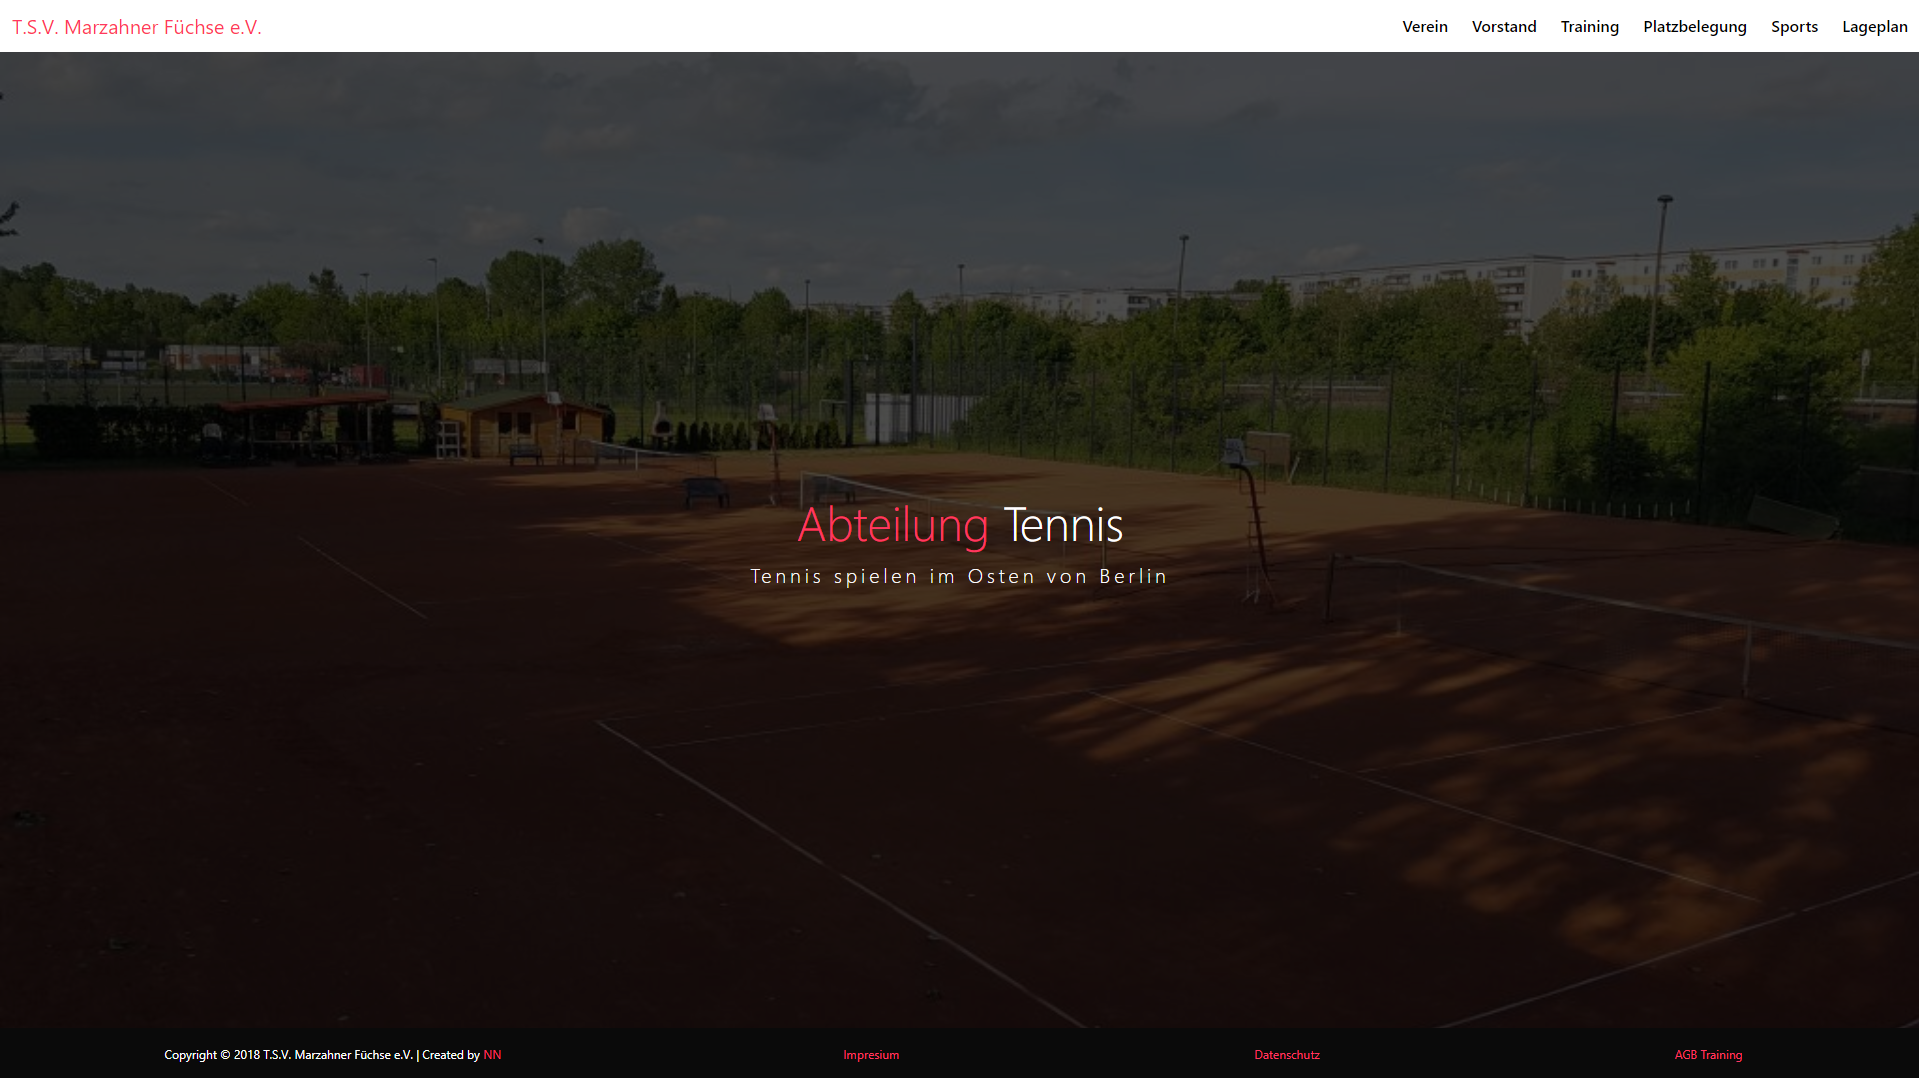 T.S.V. Marzahner Füchse e.V.
Verein Vorstand Training Platzbelegung Sports Lageplan
Abteilung Tennis
Tennis spielen im Osten von Berlin
Copyright © 2018 T.S.V. Marzahner Füchse e.V. | Created by NN
Impresium
Datenschutz
AGB Training